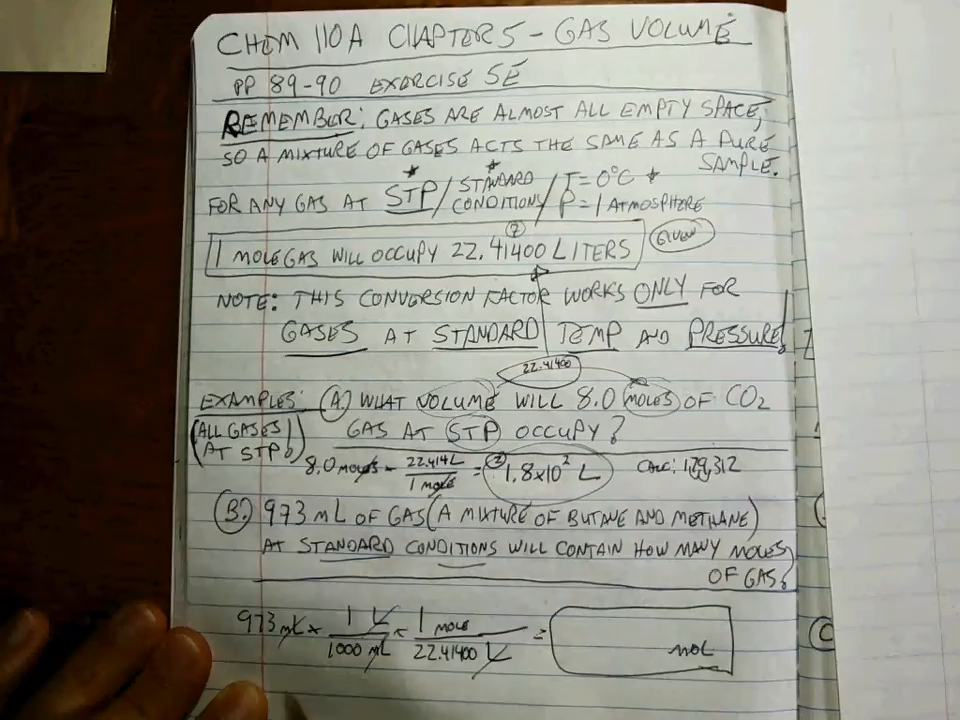 CHEM 110A CHAPTER 5 - GAS VOLUME
PP 89-90 EXERCISE 5E
REMEMBER: GASES ARE ALMOST ALL EMPTY SPACE,
SO A MIXTURE OF GASES ACTS THE SAME AS A PURE
SAMPLE.
FOR ANY GAS AT STP / STANDARD CONDITIONS / T = 0°C P = 1 ATMOSPHERE
1 MOLE GAS WILL OCCUPY 22.41400 LITERS GIVEN
7
NOTE: THIS CONVERSION FACTOR WORKS ONLY FOR
GASES AT STANDARD TEMP AND PRESSURE
22.41400
EXAMPLES: (A) WHAT VOLUME WILL 8.0 MOLES OF CO2
(ALL GASES AT STP) GAS AT STP OCCUPY?
8.0 moles - 22.414 L / 1 mole = 1.8x10² L CALC: 179.312
2
(B.) 973 mL OF GAS (A MIXTURE OF BUTANE AND METHANE)
AT STANDARD CONDITIONS WILL CONTAIN HOW MANY MOLES
OF GAS?
973 mL x 1 L / 1000 mL x 1 MOLE / 22.41400 L = moL
C